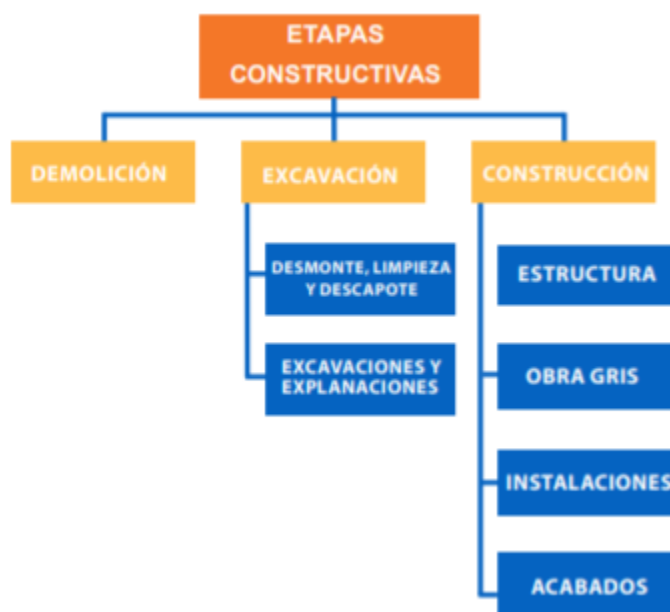 ETAPAS
CONSTRUCTIVAS
DEMOLICIÓN
EXCAVACIÓN
CONSTRUCCIÓN
DESMONTE, LIMPIEZA
Y DESCAPOTE
EXCAVACIONES Y
EXPLANACIONES
ESTRUCTURA
OBRA GRIS
INSTALACIONES
ACABADOS